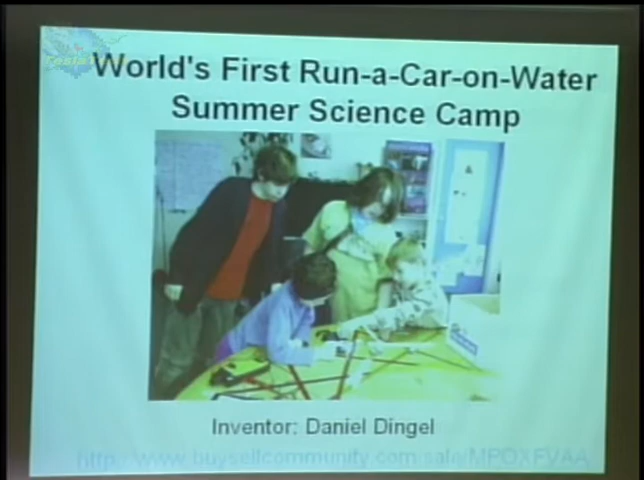 World's First Run-a-Car-on-Water
Summer Science Camp
Inventor: Daniel Dingel